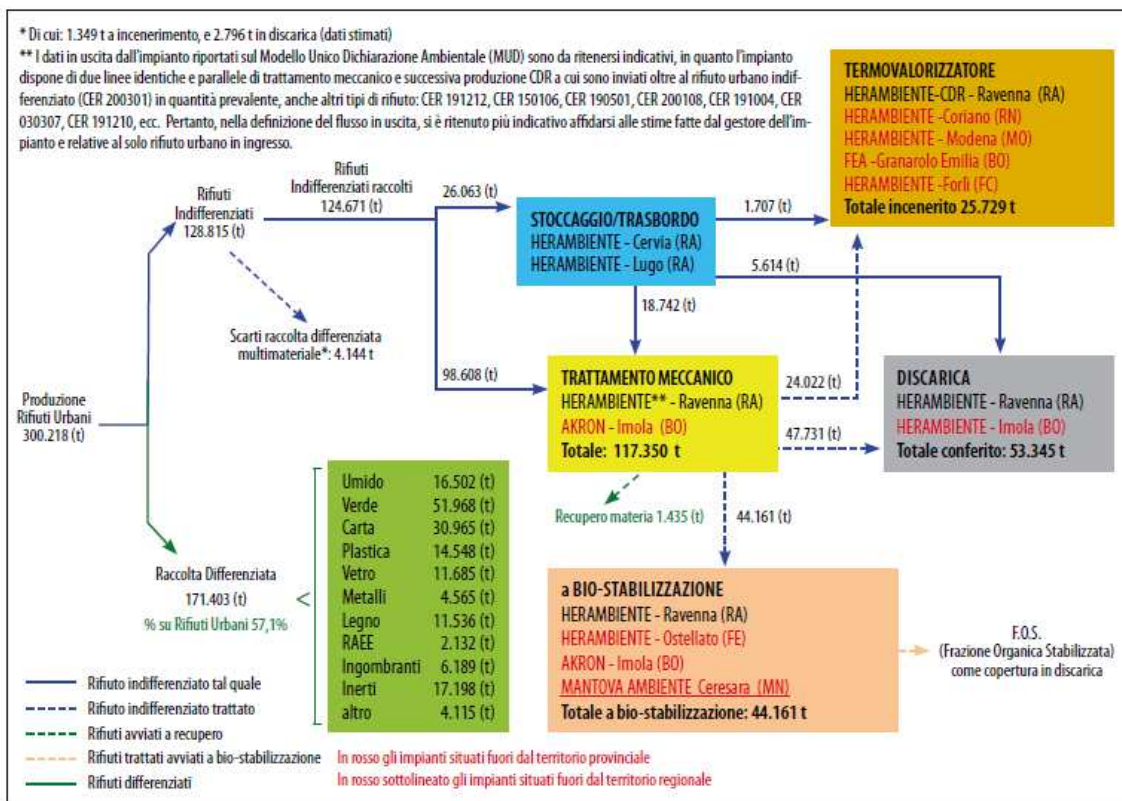 * Di cui: 1.349 t a incenerimento, e 2.796 t in discarica (dati stimati)
** I dati in uscita dall'impianto riportati sul Modello Unico Dichiarazione Ambientale (MUD) sono da ritenersi indicativi, in quanto l'impianto
dispone di due linee identiche e parallele di trattamento meccanico e successiva produzione CDR a cui sono inviati oltre al rifiuto urbano indif-
ferenziato (CER 200301) in quantità prevalente, anche altri tipi di rifiuto: CER 191212, CER 150106, CER 190501, CER 200108, CER 191004, CER
030307, CER 191210, ecc. Pertanto, nella definizione del flusso in uscita, si è ritenuto più indicativo affidarsi alle stime fatte dal gestore dell'im-
pianto e relative al solo rifiuto urbano in ingresso.
TERMOVALORIZZATORE
HERAMBIENTE-CDR - Ravenna (RA)
HERAMBIENTE -Coriano (RN)
HERAMBIENTE - Modena (MO)
FEA -Granarolo Emilia (BO)
HERAMBIENTE -Forlì (FC)
Totale incenerito 25.729 t
Rifiuti
Indifferenziati
128.815 (t)
Rifiuti
Indifferenziati raccolti
124.671 (t)
26.063 (t)
STOCCAGGIO/TRASBORDO
HERAMBIENTE - Cervia (RA)
HERAMBIENTE - Lugo (RA)
1.707 (t)
5.614 (t)
18.742 (t)
Scarti raccolta differenziata
multimateriale*: 4.144 t
98.608 (t)
TRATTAMENTO MECCANICO
HERAMBIENTE** - Ravenna (RA)
AKRON - Imola (BO)
Totale: 117.350 t
24.022 (t)
47.731 (t)
DISCARICA
HERAMBIENTE - Ravenna (RA)
HERAMBIENTE - Imola (BO)
Totale conferito: 53.345 t
Produzione
Rifiuti Urbani
300.218 (t)
Recupero materia 1.435 (t)
44.161 (t)
Raccolta Differenziata
171.403 (t)
% su Rifiuti Urbani 57,1%
Umido 16.502 (t)
Verde 51.968 (t)
Carta 30.965 (t)
Plastica 14.548 (t)
Vetro 11.685 (t)
Metalli 4.565 (t)
Legno 11.536 (t)
RAEE 2.132 (t)
Ingombranti 6.189 (t)
Inerti 17.198 (t)
altro 4.115 (t)
a BIO-STABILIZZAZIONE
HERAMBIENTE - Ravenna (RA)
HERAMBIENTE - Ostellato (FE)
AKRON - Imola (BO)
MANTOVA AMBIENTE Ceresara (MN)
Totale a bio-stabilizzazione: 44.161 t
F.O.S.
(Frazione Organica Stabilizzata)
come copertura in discarica
Rifiuto indifferenziato tal quale
Rifiuto indifferenziato trattato
Rifiuti avviati a recupero
Rifiuti trattati avviati a bio-stabilizzazione
Rifiuti differenziati
In rosso gli impianti situati fuori dal territorio provinciale
In rosso sottolineato gli impianti situati fuori dal territorio regionale